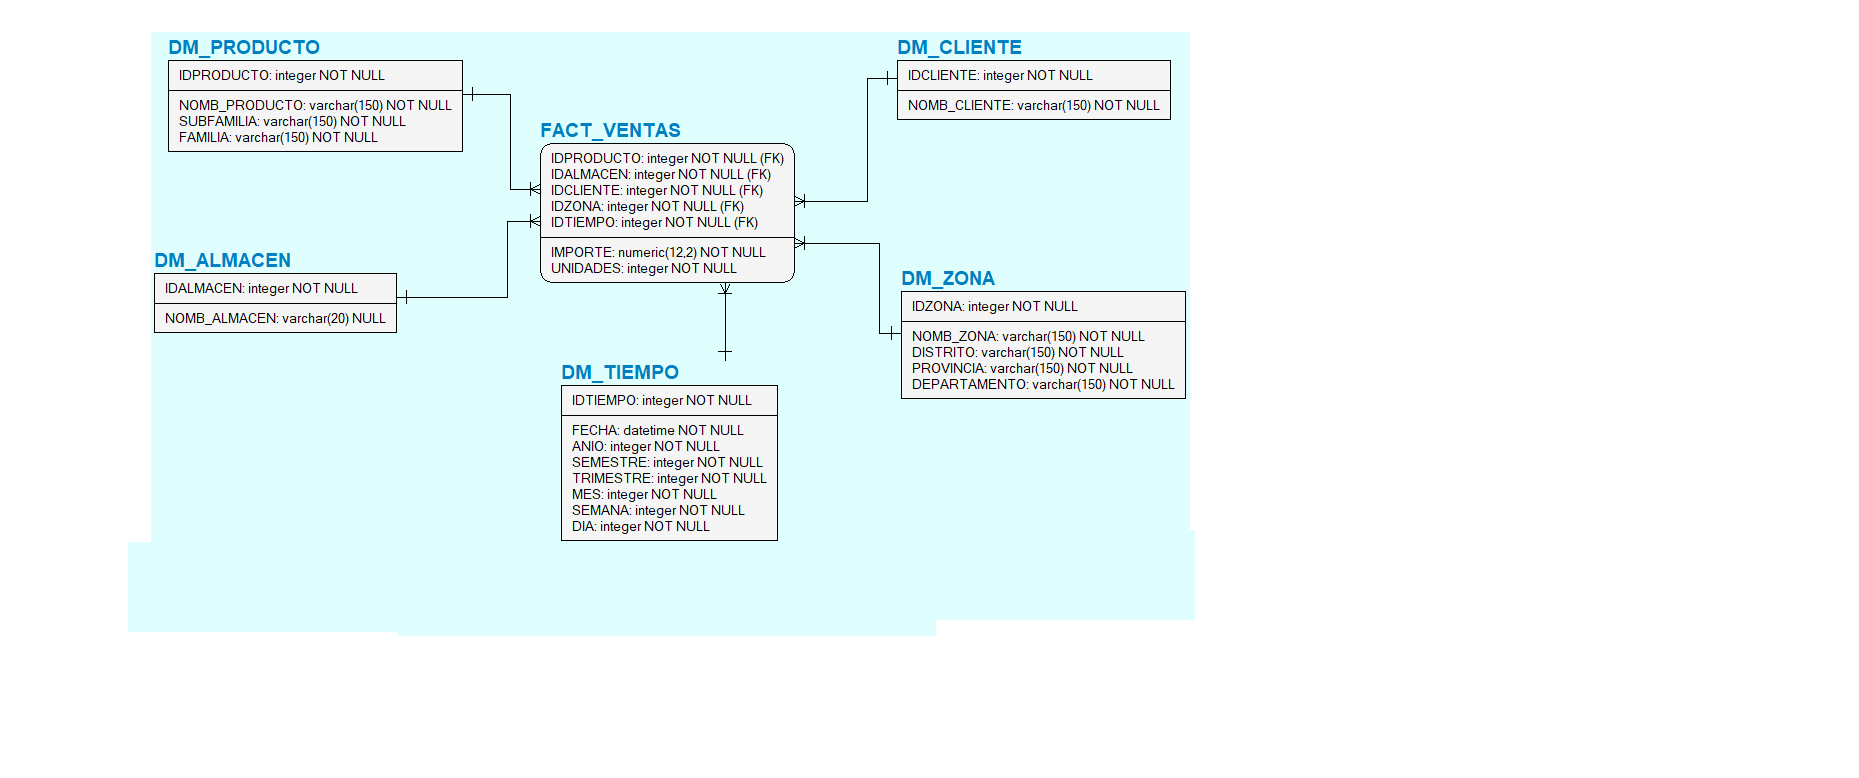 DM_PRODUCTO
IDPRODUCTO: integer NOT NULL
NOMB_PRODUCTO: varchar(150) NOT NULL
SUBFAMILIA: varchar(150) NOT NULL
FAMILIA: varchar(150) NOT NULL
DM_CLIENTE
IDCLIENTE: integer NOT NULL
NOMB_CLIENTE: varchar(150) NOT NULL
FACT_VENTAS
IDPRODUCTO: integer NOT NULL (FK)
IDALMACEN: integer NOT NULL (FK)
IDCLIENTE: integer NOT NULL (FK)
IDZONA: integer NOT NULL (FK)
IDTIEMPO: integer NOT NULL (FK)
IMPORTE: numeric(12,2) NOT NULL
UNIDADES: integer NOT NULL
DM_ALMACEN
IDALMACEN: integer NOT NULL
NOMB_ALMACEN: varchar(20) NULL
DM_ZONA
IDZONA: integer NOT NULL
NOMB_ZONA: varchar(150) NOT NULL
DISTRITO: varchar(150) NOT NULL
PROVINCIA: varchar(150) NOT NULL
DEPARTAMENTO: varchar(150) NOT NULL
DM_TIEMPO
IDTIEMPO: integer NOT NULL
FECHA: datetime NOT NULL
ANIO: integer NOT NULL
SEMESTRE: integer NOT NULL
TRIMESTRE: integer NOT NULL
MES: integer NOT NULL
SEMANA: integer NOT NULL
DIA: integer NOT NULL